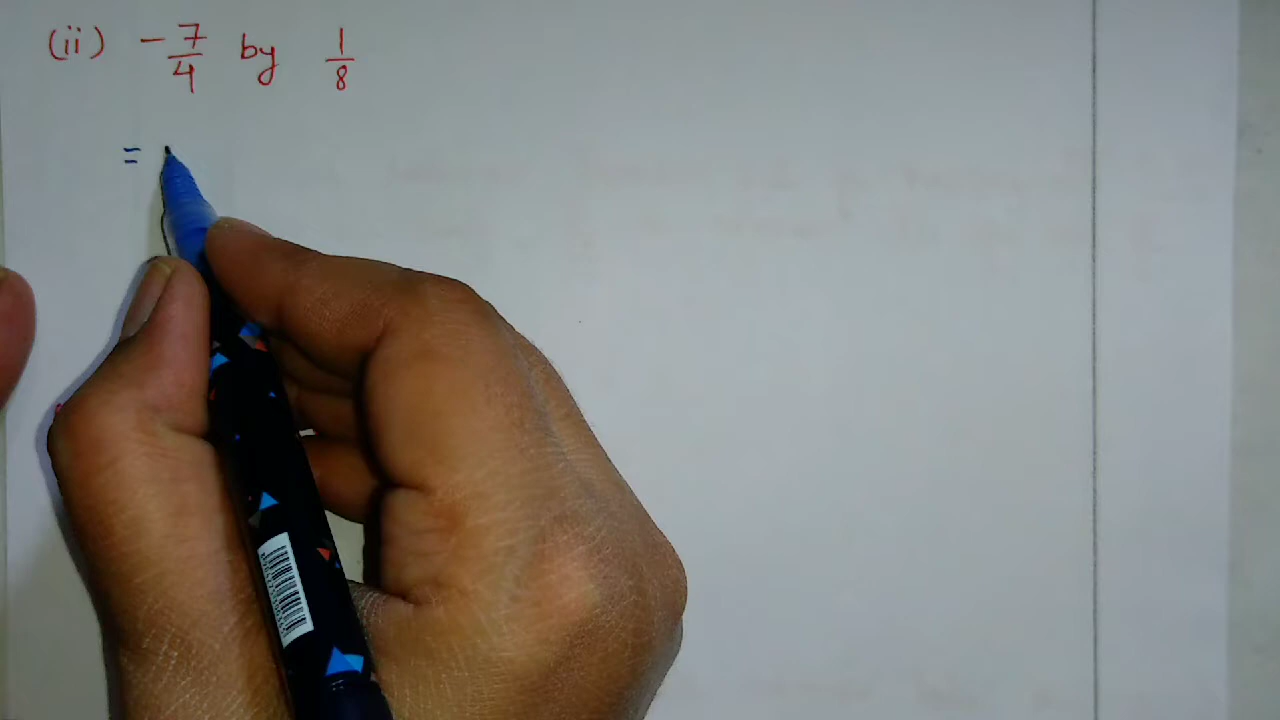 (ii) -7/4 by 1/8
=